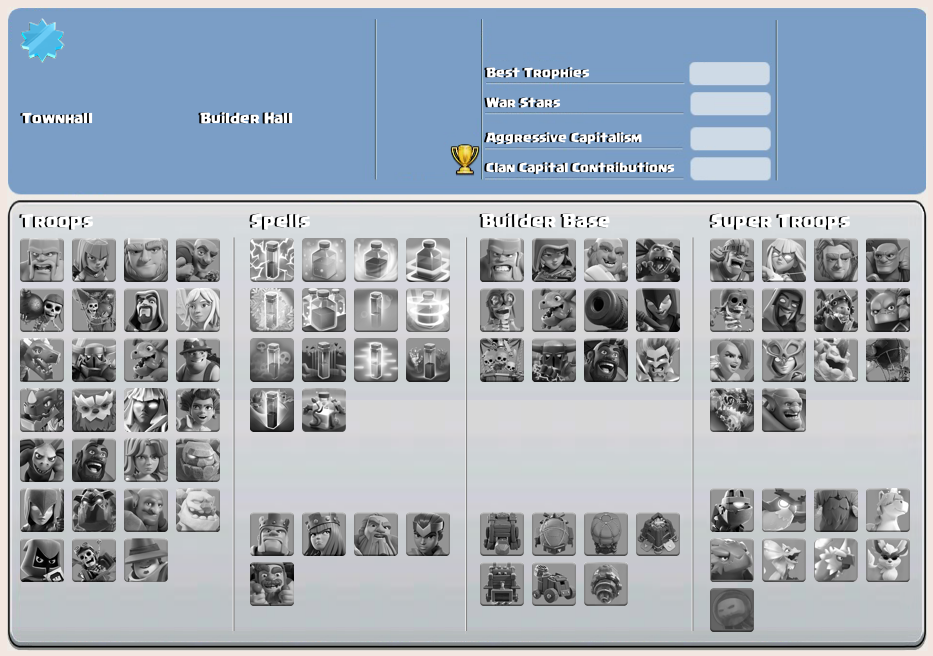 Townhall
Builder Hall
Best Trophies
War Stars
Aggressive Capitalism
Clan Capital Contributions
Troops
Spells
Builder Base
Super Troops